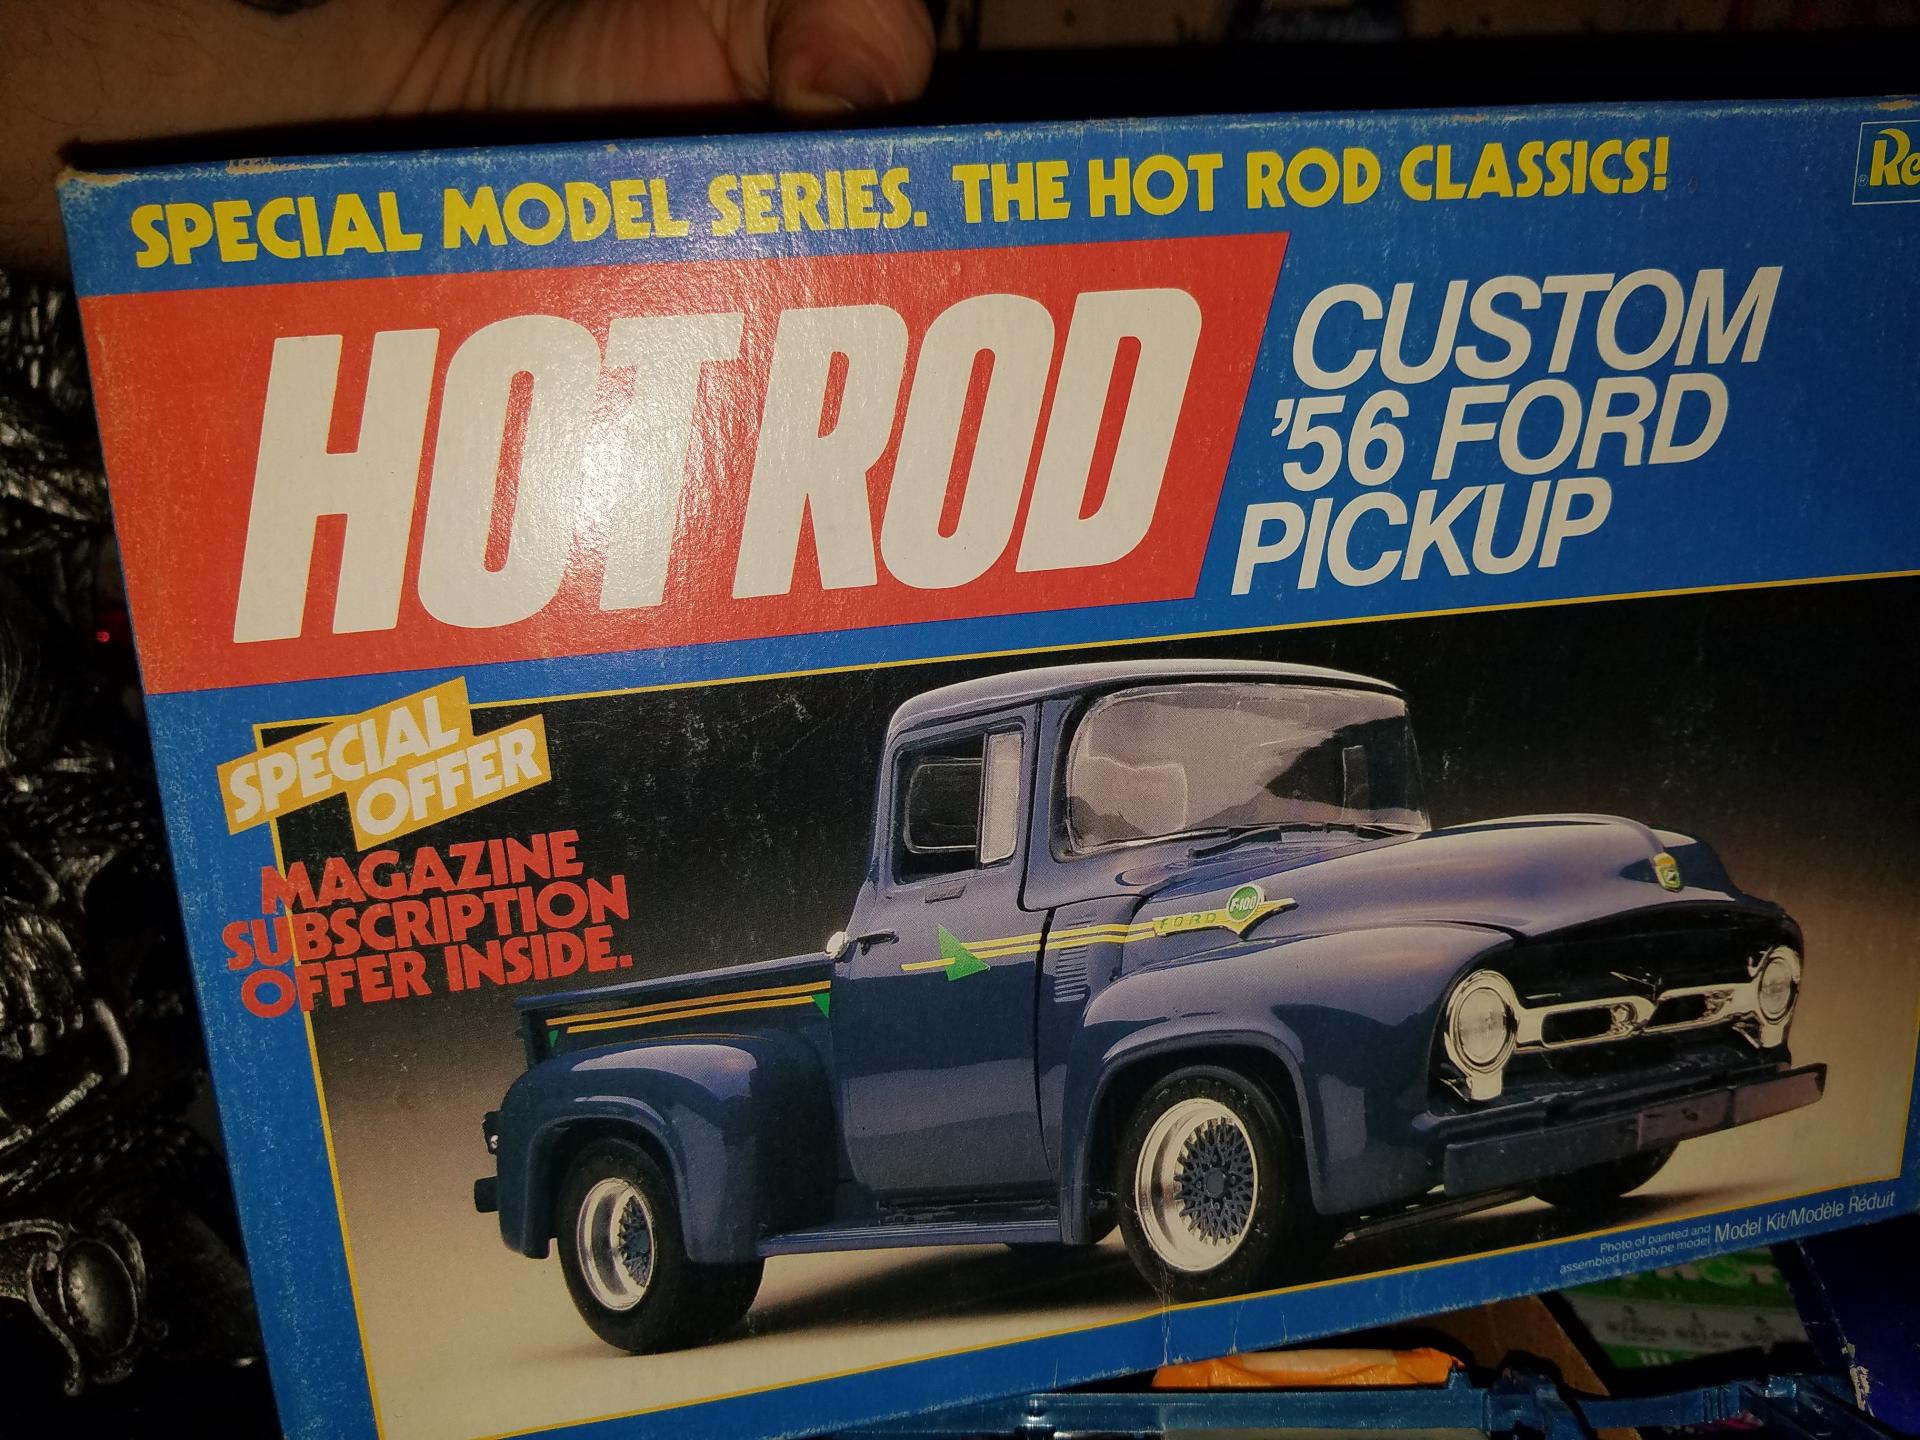 SPECIAL MODEL SERIES. THE HOT ROD CLASSICS!
HOT ROD
CUSTOM
'56 FORD
PICKUP
SPECIAL
OFFER
MAGAZINE
SUBSCRIPTION
OFFER INSIDE.
FORD F-100
Photo of painted and
assembled prototype model
Model Kit/Modèle Réduit